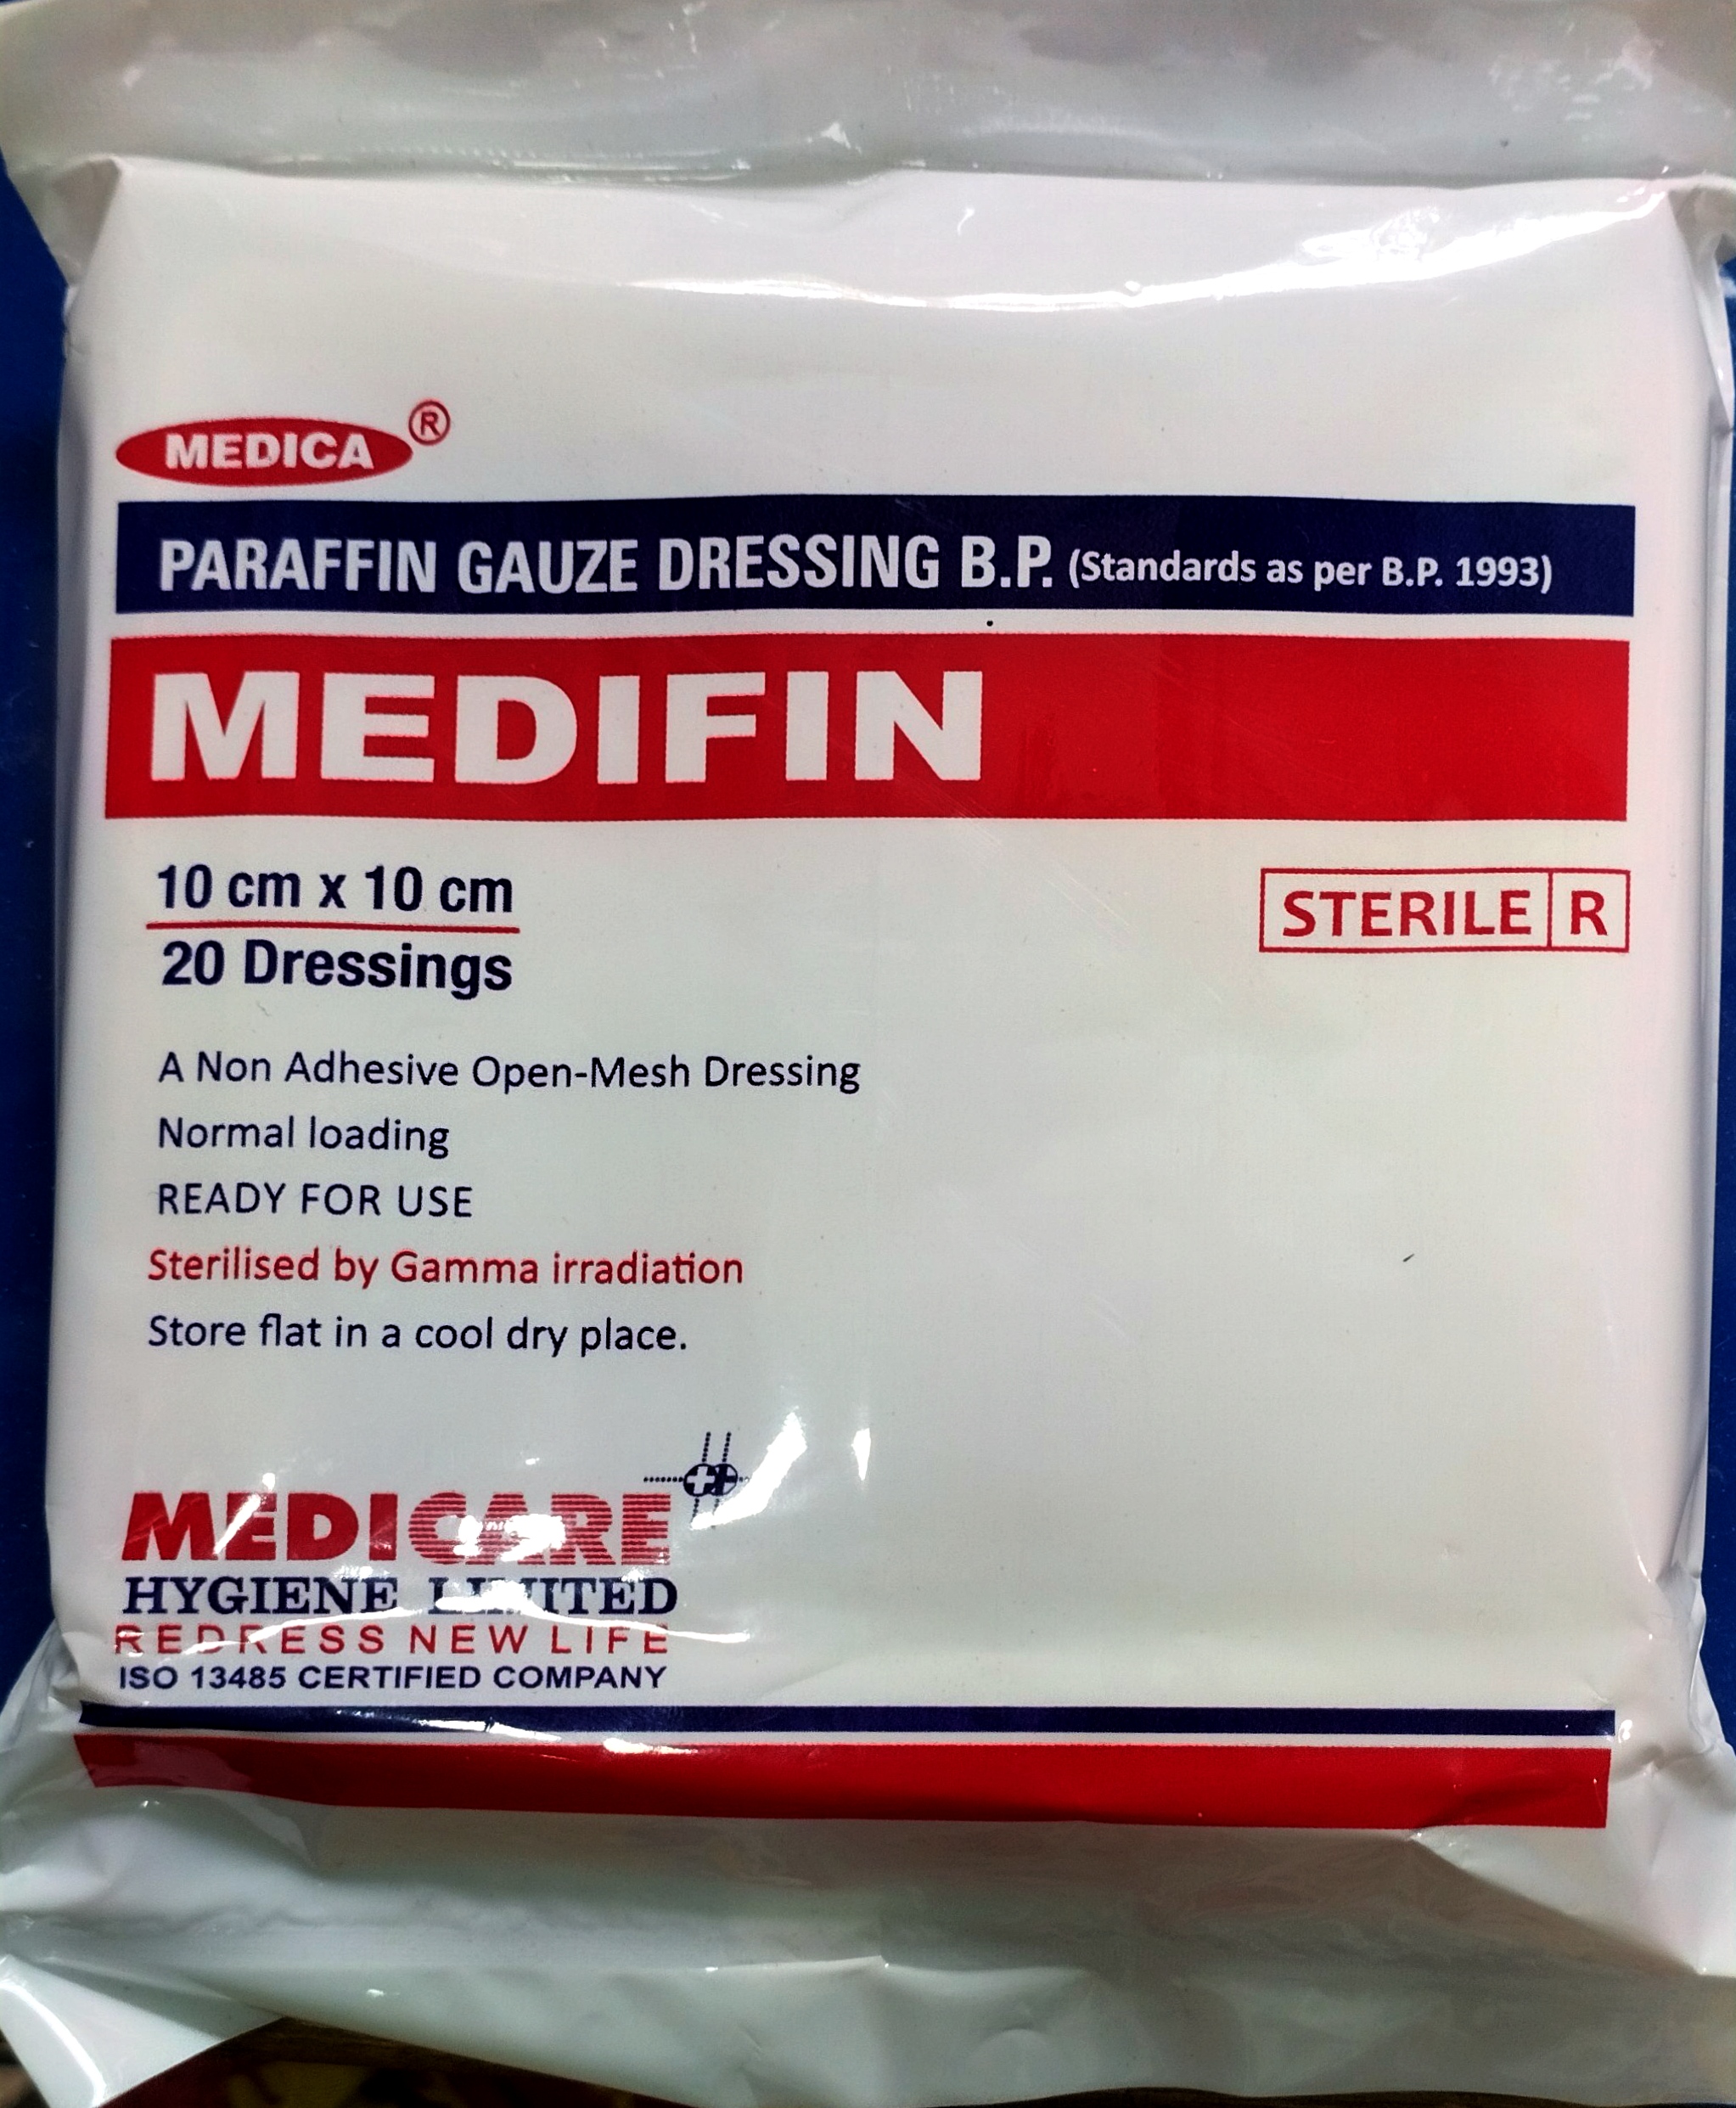 MEDICA ®
PARAFFIN GAUZE DRESSING B.P. (Standards as per B.P. 1993)
MEDIFIN
10 cm x 10 cm
20 Dressings
STERILE R
A Non Adhesive Open-Mesh Dressing
Normal loading
READY FOR USE
Sterilised by Gamma irradiation
Store flat in a cool dry place.
MEDICARE
HYGIENE LIMITED
REDRESS NEW LIFE
ISO 13485 CERTIFIED COMPANY